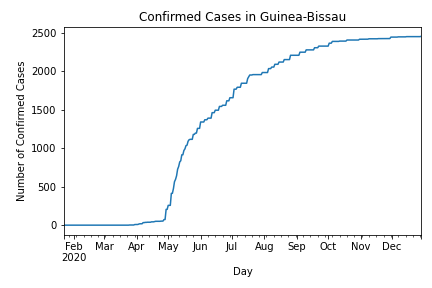 Confirmed Cases in Guinea-Bissau
Number of Confirmed Cases
2500
2000
1500
1000
500
0
Feb Mar Apr May Jun Jul Aug Sep Oct Nov Dec
2020
Day